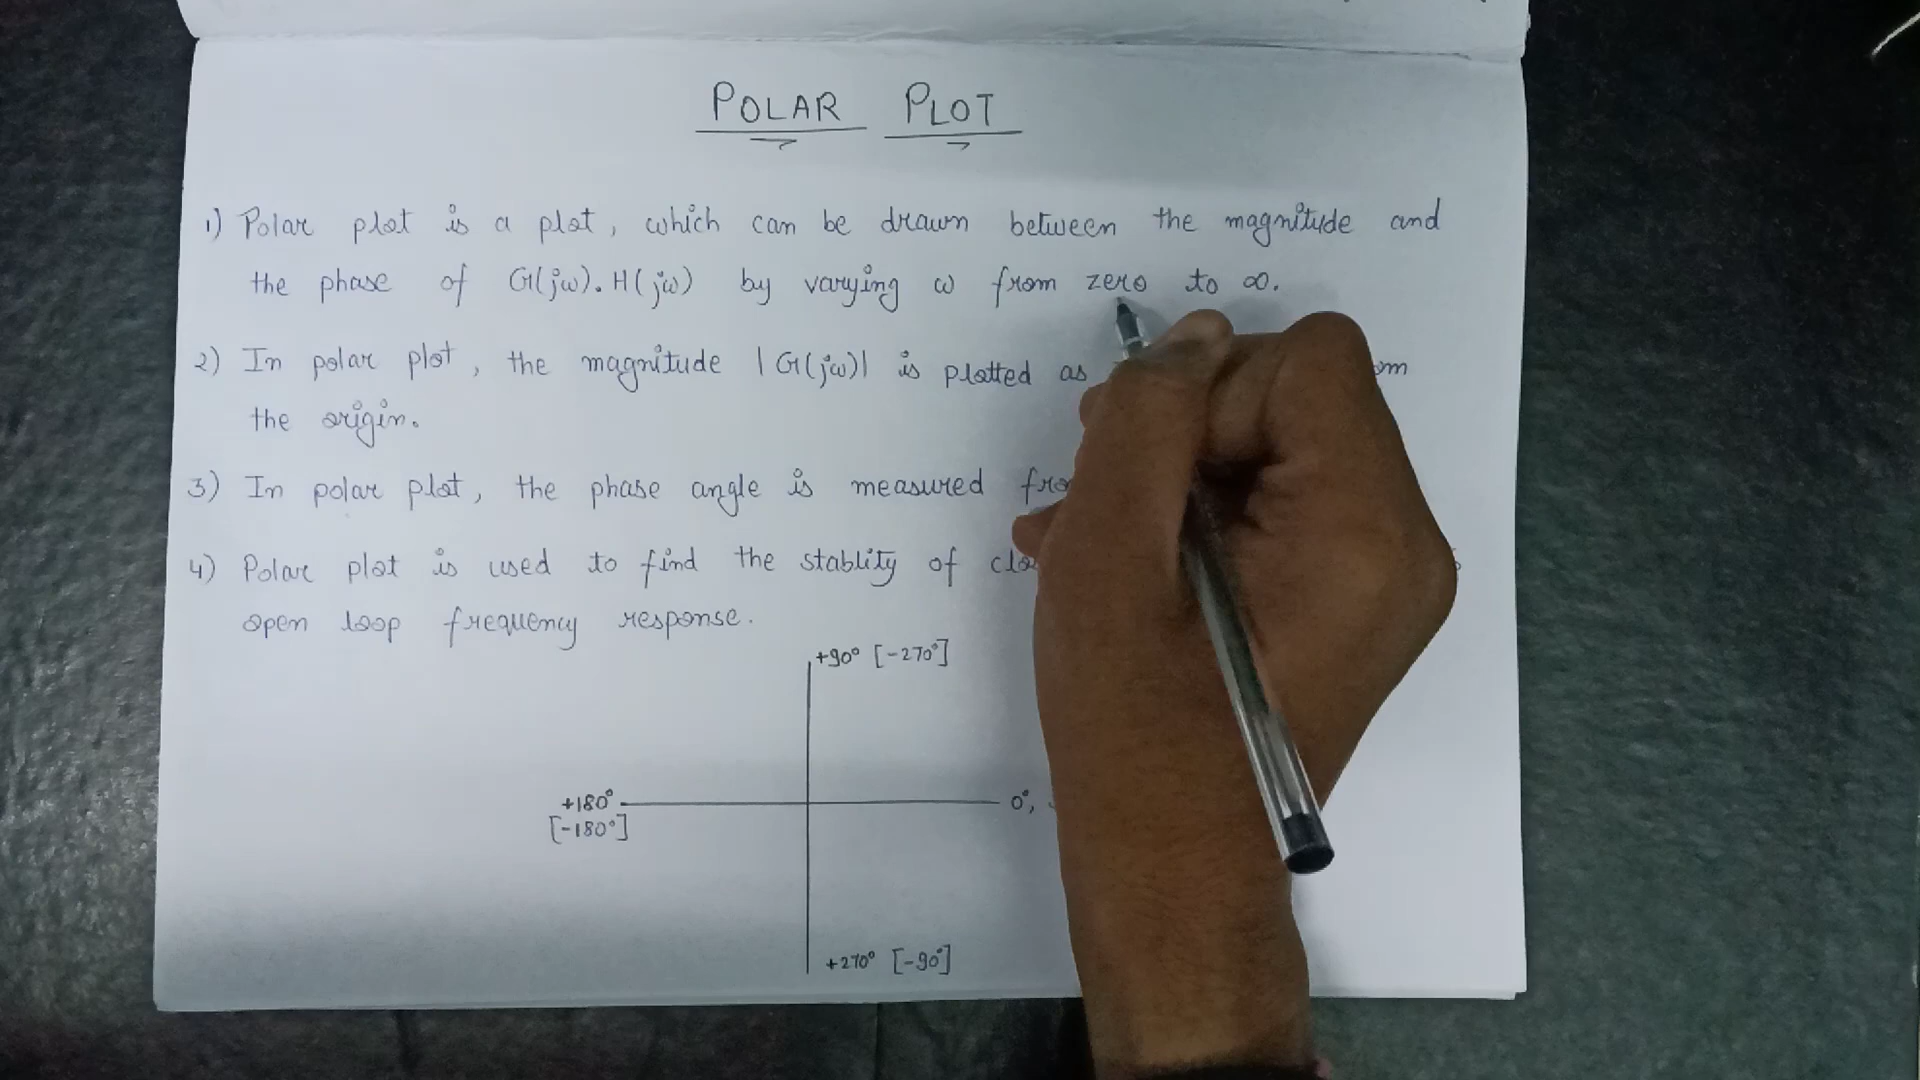 POLAR PLOT
1) Polar plot is a plot, which can be drawn between the magnitude and
the phase of G(jω).H(jω) by varying ω from zero to ∞.
2) In polar plot, the magnitude |G(jω)| is plotted as
the origin.
3) In polar plot, the phase angle is measured
4) Polar plot is used to find the stablity of
open loop frequency response.
+90° [-270°]
+180°
[-180°]
0°,
+270° [-90°]